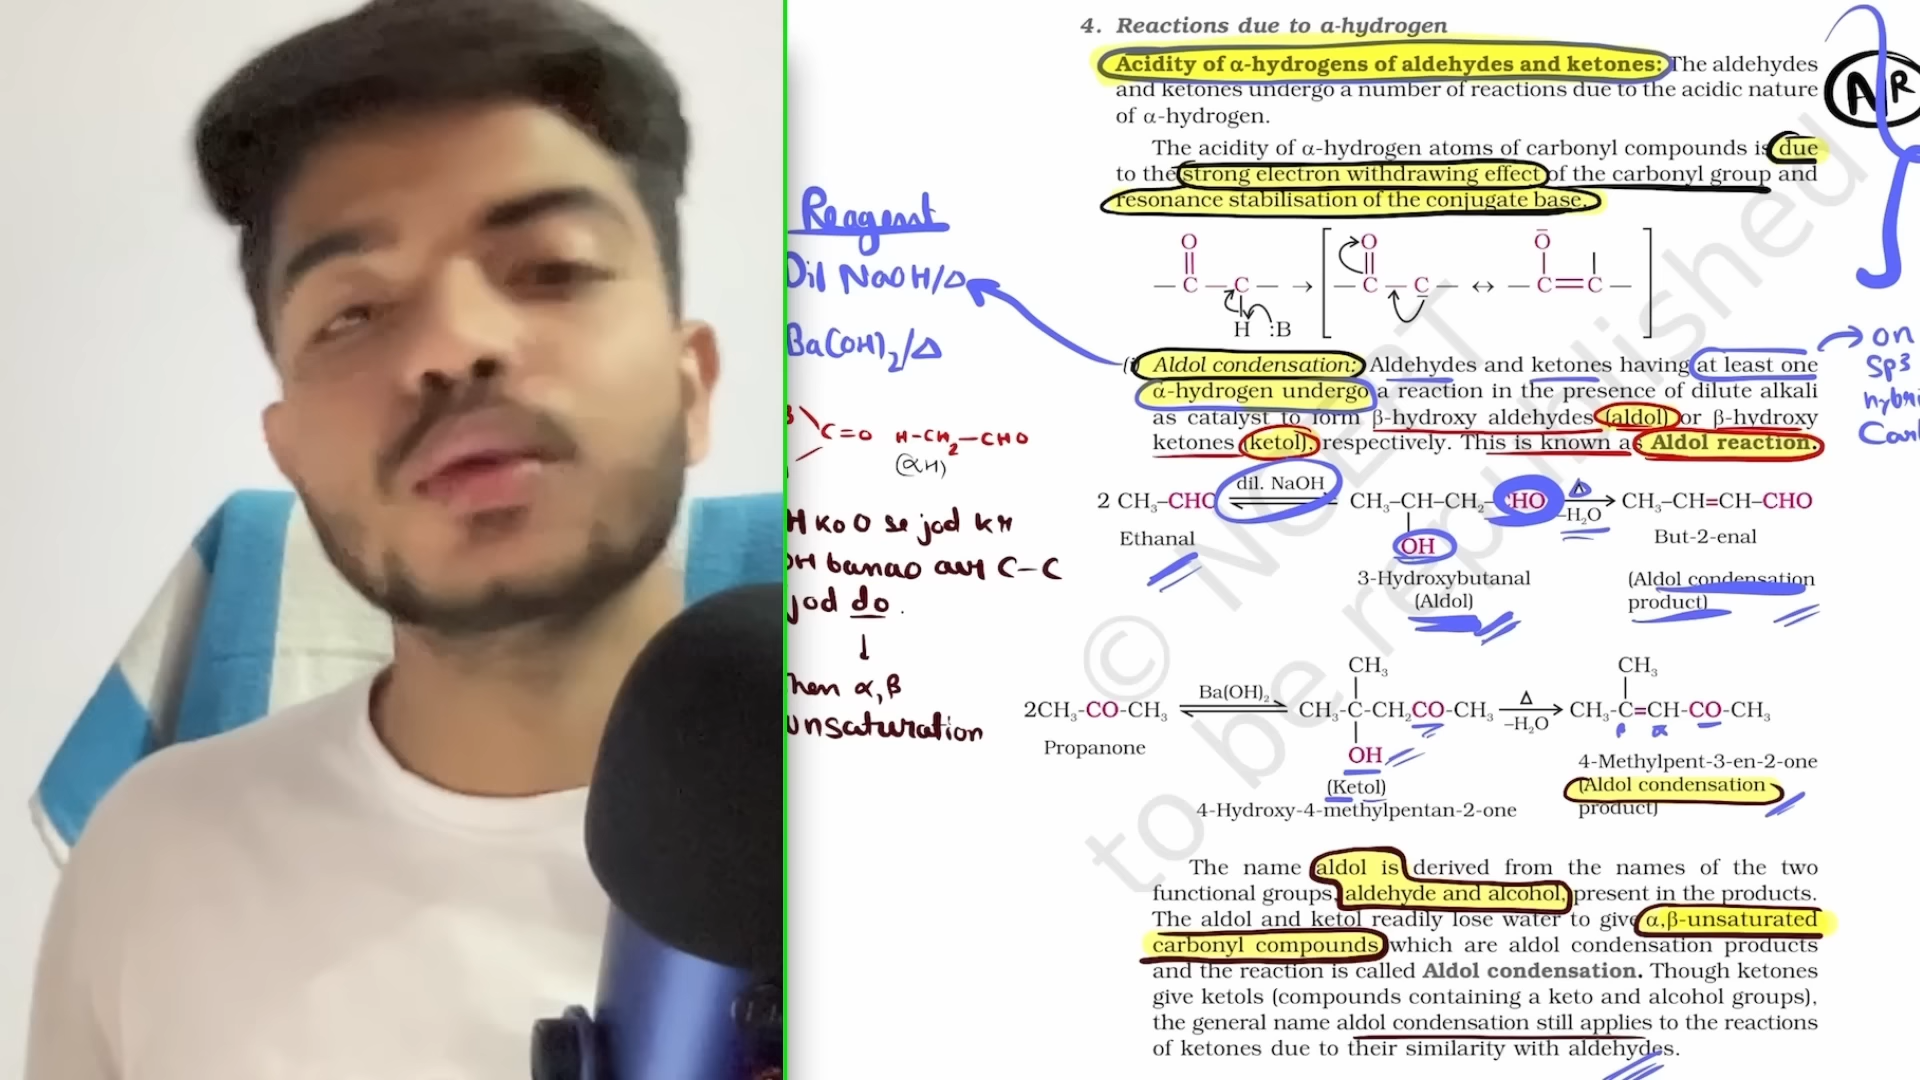 4. Reactions due to α-hydrogen
Acidity of α-hydrogens of aldehydes and ketones: The aldehydes
and ketones undergo a number of reactions due to the acidic nature
of α-hydrogen.
The acidity of α-hydrogen atoms of carbonyl compounds is due
to the strong electron withdrawing effect of the carbonyl group and
resonance stabilisation of the conjugate base.
AR
O O Ō
— C — C — → — C — C — ↔ — C = C —
H :B
(i) Aldol condensation: Aldehydes and ketones having at least one
α-hydrogen undergo a reaction in the presence of dilute alkali
as catalyst to form β-hydroxy aldehydes (aldol) or β-hydroxy
ketones (ketol), respectively. This is known as Aldol reaction.
on
Sp3
2 CH₃–CHO dil. NaOH CH₃–CH–CH₂–CHO Δ –H₂O CH₃–CH=CH–CHO
OH
Ethanal
3-Hydroxybutanal
(Aldol)
But-2-enal
(Aldol condensation
product)
2CH₃-CO-CH₃ Ba(OH)₂ CH₃-C-CH₂CO-CH₃ Δ –H₂O CH₃-C=CH-CO-CH₃
CH₃ CH₃
OH β α
Propanone
(Ketol)
4-Hydroxy-4-methylpentan-2-one
4-Methylpent-3-en-2-one
(Aldol condensation
product)
The name aldol is derived from the names of the two
functional groups, aldehyde and alcohol, present in the products.
The aldol and ketol readily lose water to give α,β-unsaturated
carbonyl compounds which are aldol condensation products
and the reaction is called Aldol condensation. Though ketones
give ketols (compounds containing a keto and alcohol groups),
the general name aldol condensation still applies to the reactions
of ketones due to their similarity with aldehydes.
Reagent
Dil NaOH/Δ
Ba(OH)₂/Δ
C=O H-CH₂-CHO
(αH)
H ko O se jod kr
OH banao aur C-C
jod do.
↓
α,β
unsaturation
© NCERT
to be republished